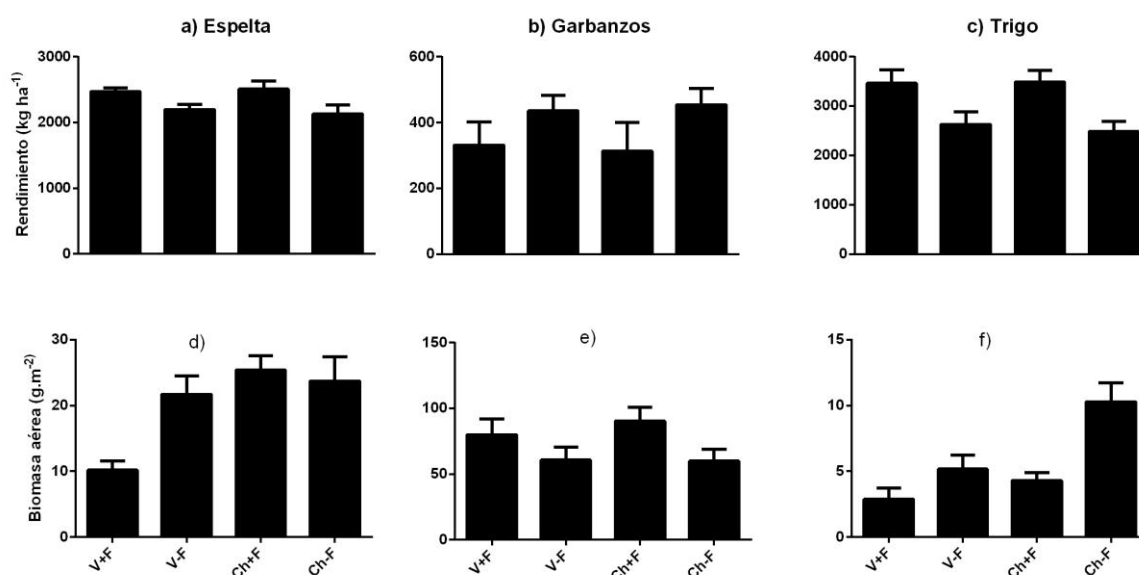 a) Espelta
b) Garbanzos
c) Trigo
Rendimiento (kg ha-1)
3000
2000
1000
0
600
400
200
0
4000
3000
2000
1000
0
d)
e)
f)
Biomasa aérea (g.m-2)
30
20
10
0
150
100
50
0
15
10
5
0
V+F
V-F
Ch+F
Ch-F
V+F
V-F
Ch+F
Ch-F
V+F
V-F
Ch+F
Ch-F